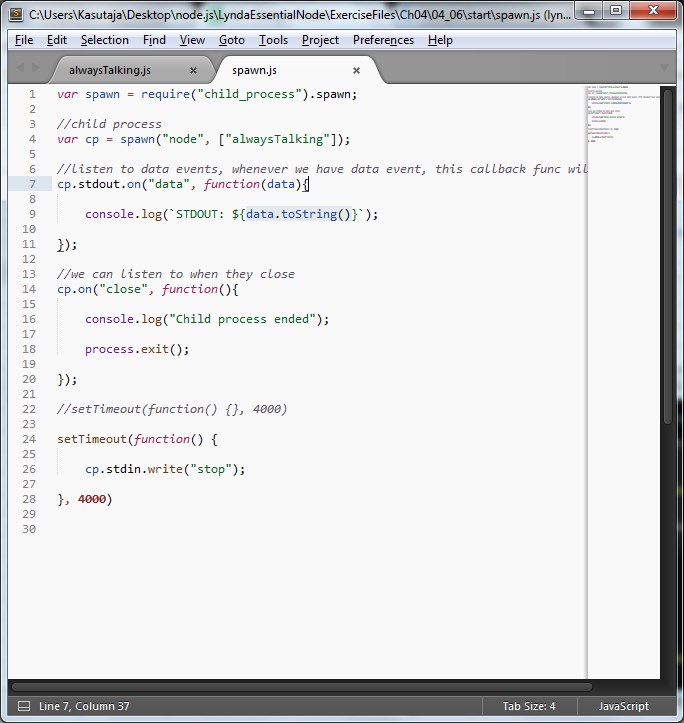 C:\Users\Kasutaja\Desktop\node.js\LyndaEssentialNode\ExerciseFiles\Ch04\04_06\start\spawn.js (lyn...
File Edit Selection Find View Goto Tools Project Preferences Help
alwaysTalking.js × spawn.js ×
1 var spawn = require("child_process").spawn;
2
3 //child process
4 var cp = spawn("node", ["alwaysTalking"]);
5
6 //listen to data events, whenever we have data event, this callback func wil
7 cp.stdout.on("data", function(data){
8
9 console.log(`STDOUT: ${data.toString()}`);
10
11 });
12
13 //we can listen to when they close
14 cp.on("close", function(){
15
16 console.log("Child process ended");
17
18 process.exit();
19
20 });
21
22 //setTimeout(function() {}, 4000)
23
24 setTimeout(function() {
25
26 cp.stdin.write("stop");
27
28 }, 4000)
29
30
Line 7, Column 37 Tab Size: 4 JavaScript